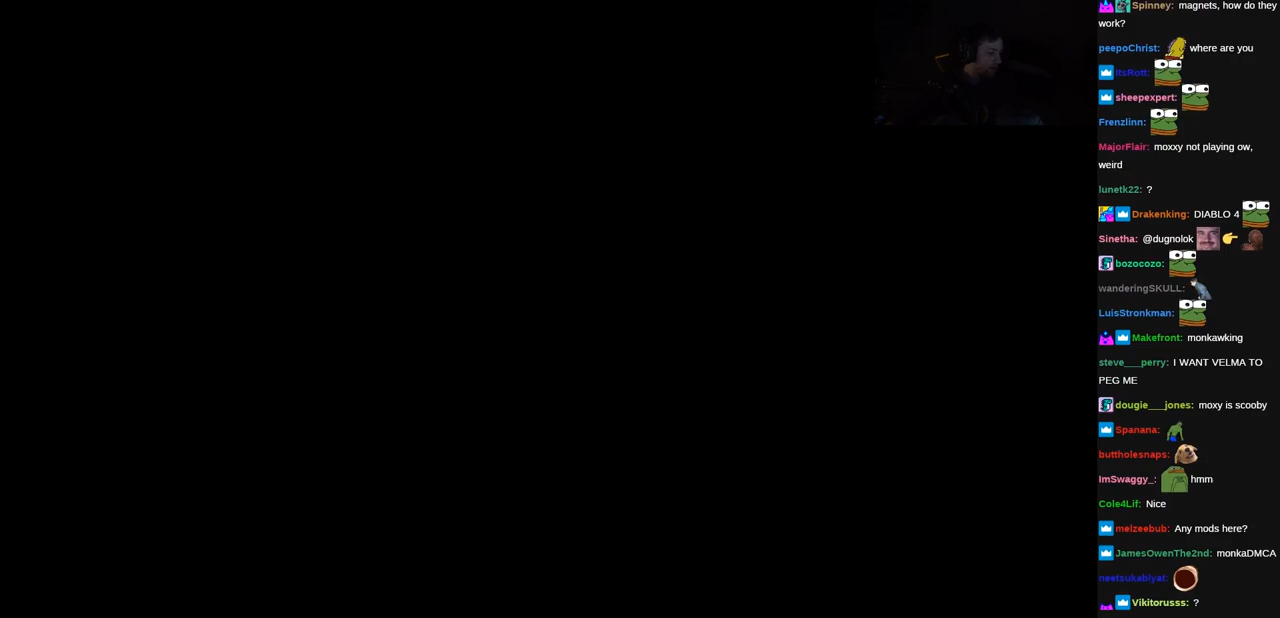 Spinney: magnets, how do they
work?
peepoChrist: where are you
ItsRott:
sheepexpert:
Frenzlinn:
MajorFlair: moxxy not playing ow,
weird
lunetk22: ?
Drakenking: DIABLO 4
Sinetha: @dugnolok
bozocozo:
wanderingSKULL:
LuisStronkman:
Makefront: monkawking
steve___perry: I WANT VELMA TO
PEG ME
dougie___jones: moxy is scooby
Spanana:
buttholesnaps:
ImSwaggy_: hmm
Cole4Lif: Nice
melzeebub: Any mods here?
JamesOwenThe2nd: monkaDMCA
neetsukablyat:
Vikitorusss: ?